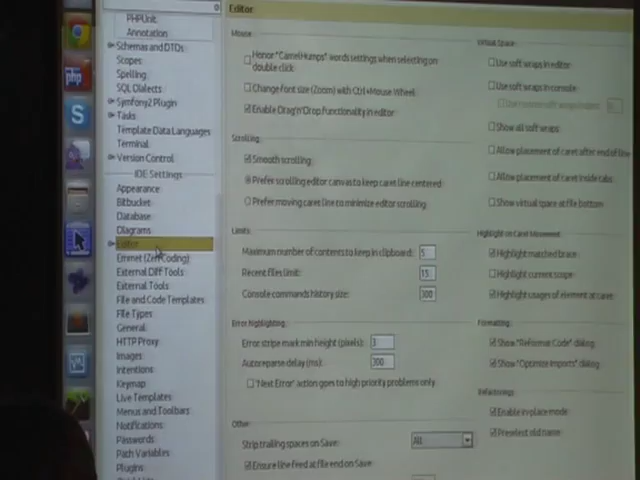 PHPUnit
Annotation
Schemas and DTDs
Scopes
Spelling
SQL Dialects
Symfony2 Plugin
Tasks
Template Data Languages
Terminal
Version Control
IDE Settings
Appearance
Bitbucket
Database
Diagrams
Editor
Emmet (Zen Coding)
External Diff Tools
External Tools
File and Code Templates
File Types
General
HTTP Proxy
Images
Intentions
Keymap
Live Templates
Menus and Toolbars
Notifications
Passwords
Path Variables
Plugins
php
S
Editor
Mouse
Honor "CamelHumps" words settings when selecting on
double click
Change font size (Zoom) with Ctrl+Mouse Wheel
Enable Drag'n'Drop functionality in editor
Scrolling
Smooth scrolling
Prefer scrolling editor canvas to keep caret line centered
Prefer moving caret line to minimize editor scrolling
Limits
Maximum number of contents to keep in clipboard: 5
Recent files limit: 15
Console commands history size: 300
Error highlighting
Error stripe mark min height (pixels): 3
Autoreparse delay (ms): 300
'Next Error' action goes to high priority problems only
Other
Strip trailing spaces on Save: All
Ensure line feed at file end on Save
Virtual Space
Use soft wraps in editor
Use soft wraps in console
Show all soft wraps
Allow placement of caret after end of line
Allow placement of caret inside tabs
Show virtual space at file bottom
Highlight on Caret Movement
Highlight matched brace
Highlight current scope
Highlight usages of element at caret
Formatting
Show "Reformat Code" dialog
Show "Optimize Imports" dialog
Refactorings
Enable in place mode
Preselect old name